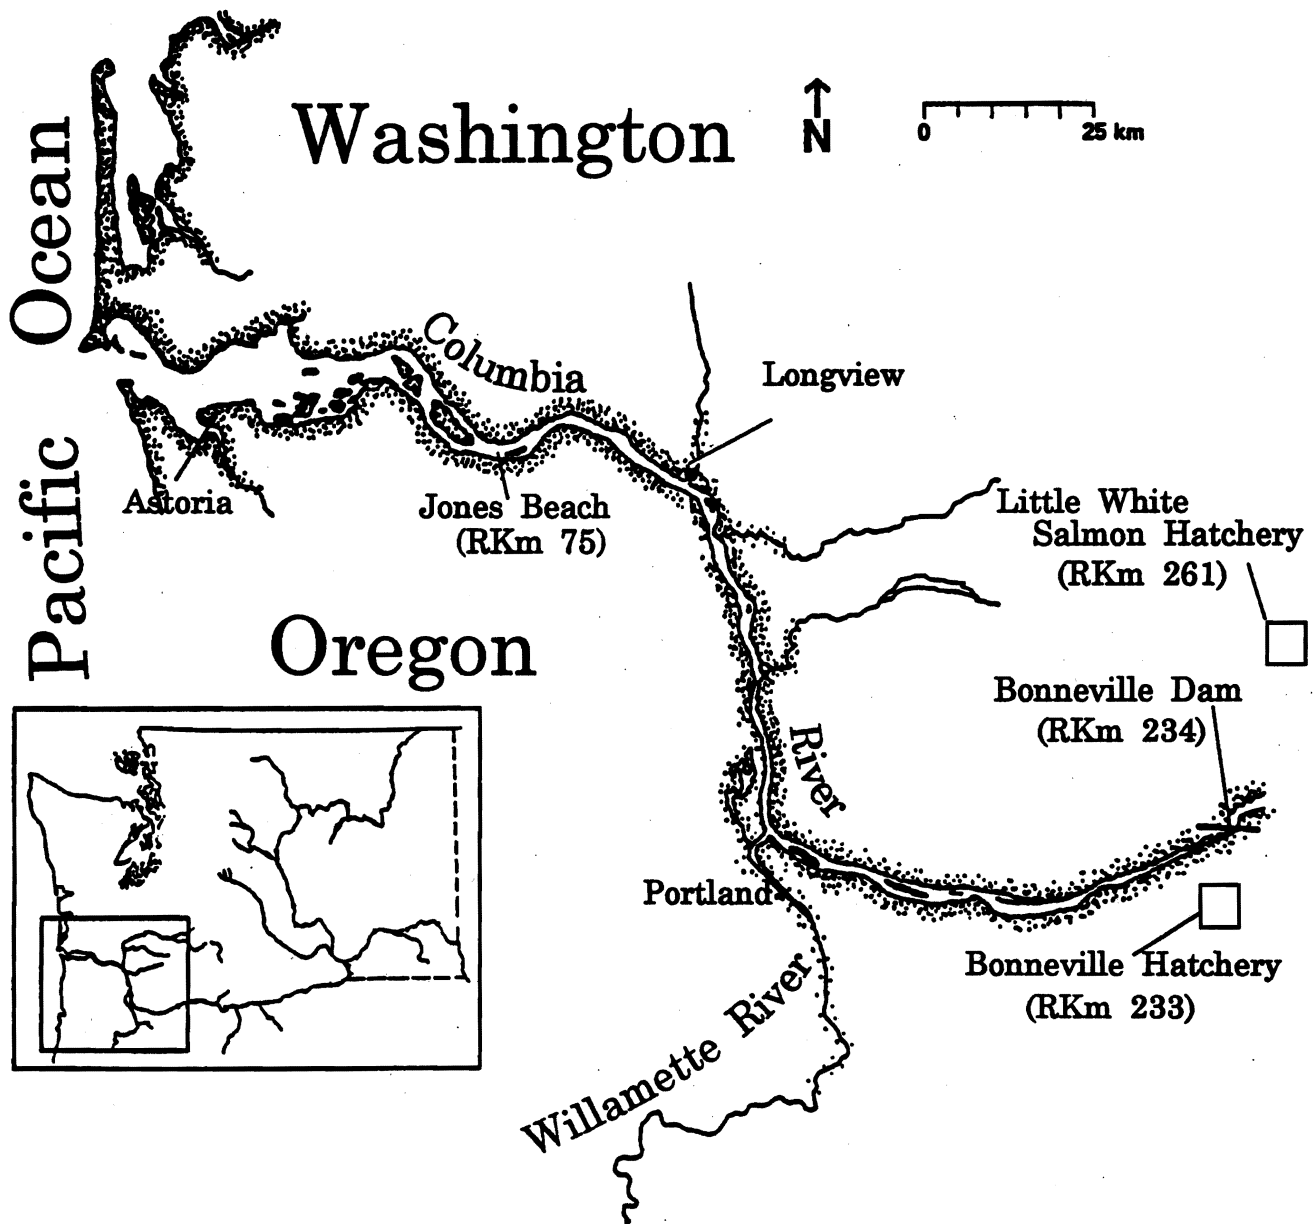 Washington
N
0 25 km
Pacific Ocean
Columbia
Longview
Astoria
Jones Beach
(RKm 75)
Little White
Salmon Hatchery
(RKm 261)
Oregon
Bonneville Dam
(RKm 234)
River
Portland
Bonneville Hatchery
(RKm 233)
Willamette River